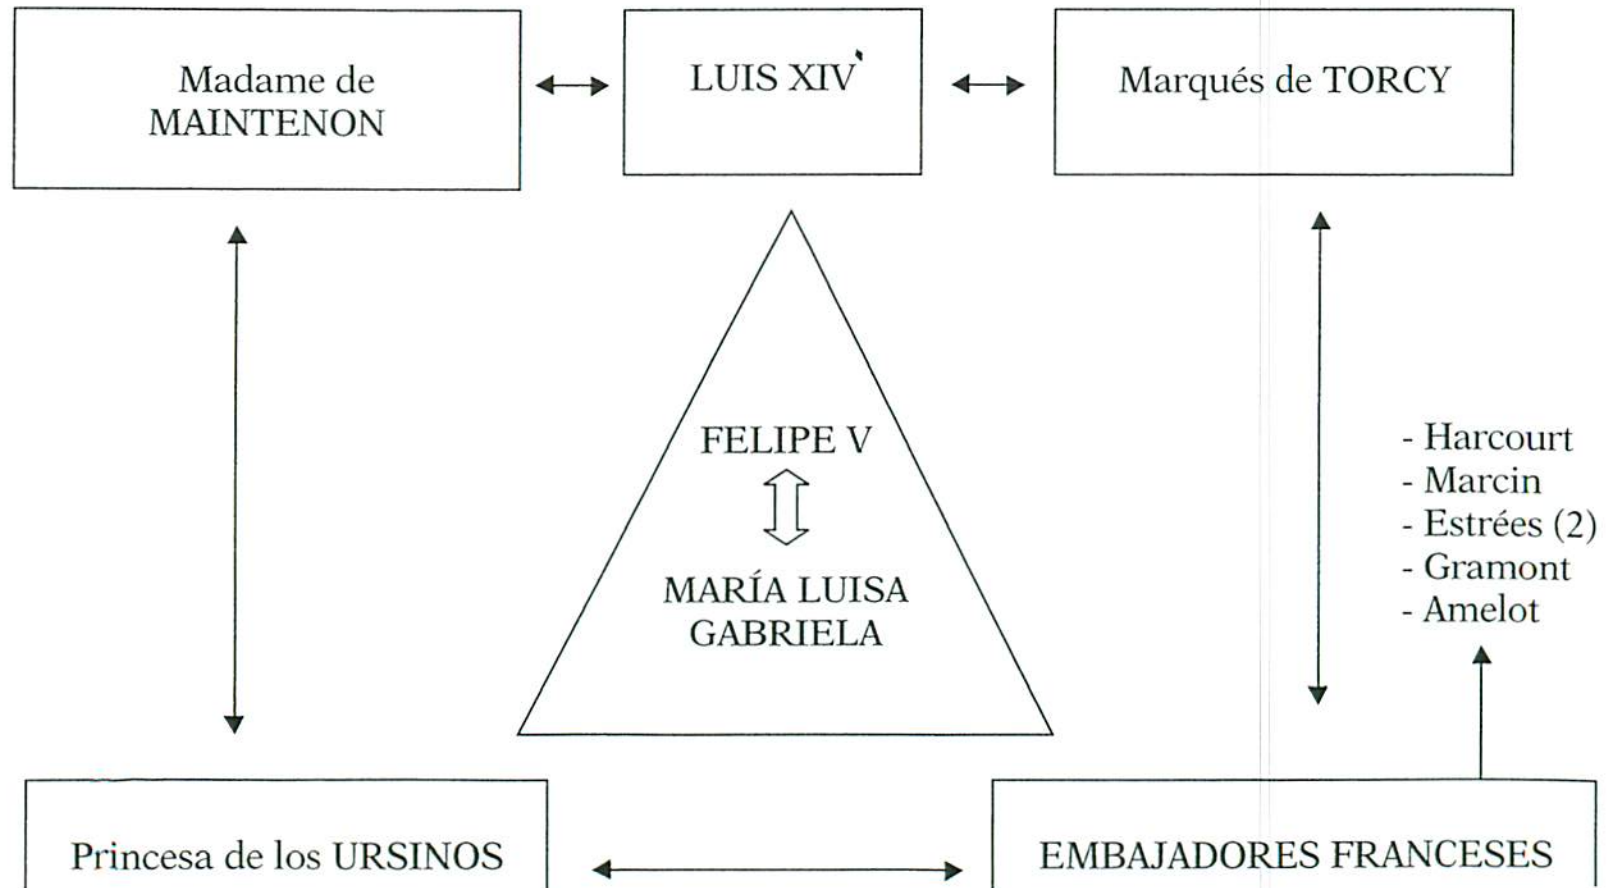 Madame de
MAINTENON
LUIS XIV
Marqués de TORCY
FELIPE V
MARÍA LUISA
GABRIELA
- Harcourt
- Marcin
- Estrées (2)
- Gramont
- Amelot
Princesa de los URSINOS
EMBAJADORES FRANCESES